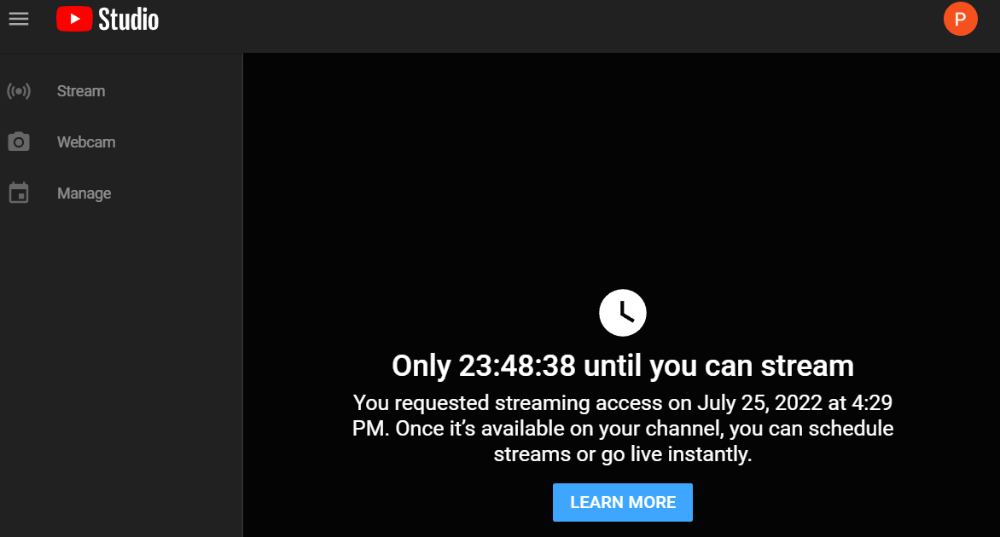 Studio
P
Stream
Webcam
Manage
Only 23:48:38 until you can stream
You requested streaming access on July 25, 2022 at 4:29
PM. Once it’s available on your channel, you can schedule
streams or go live instantly.
LEARN MORE